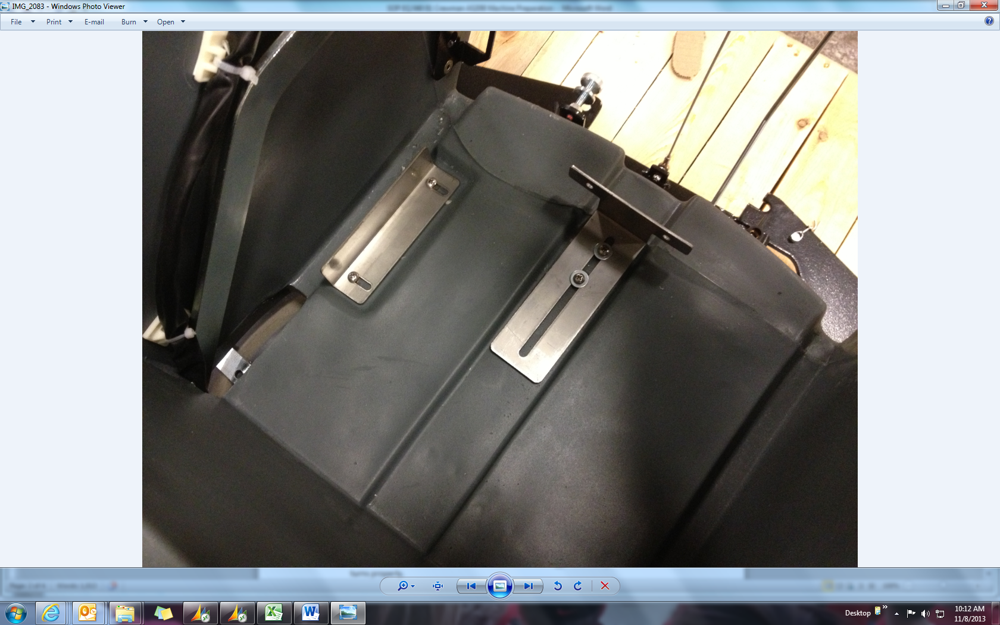 IMG_2083 - Windows Photo Viewer
File Print E-mail Burn Open
Desktop
10:12 AM
11/8/2013